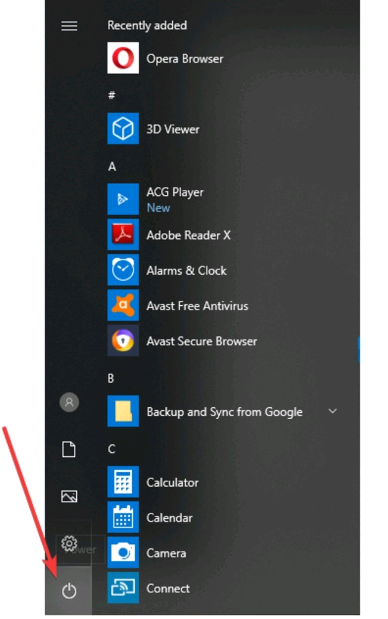 Recently added
Opera Browser
#
3D Viewer
A
ACG Player
New
Adobe Reader X
Alarms & Clock
Avast Free Antivirus
Avast Secure Browser
B
Backup and Sync from Google
C
Calculator
Calendar
Camera
Power
Connect